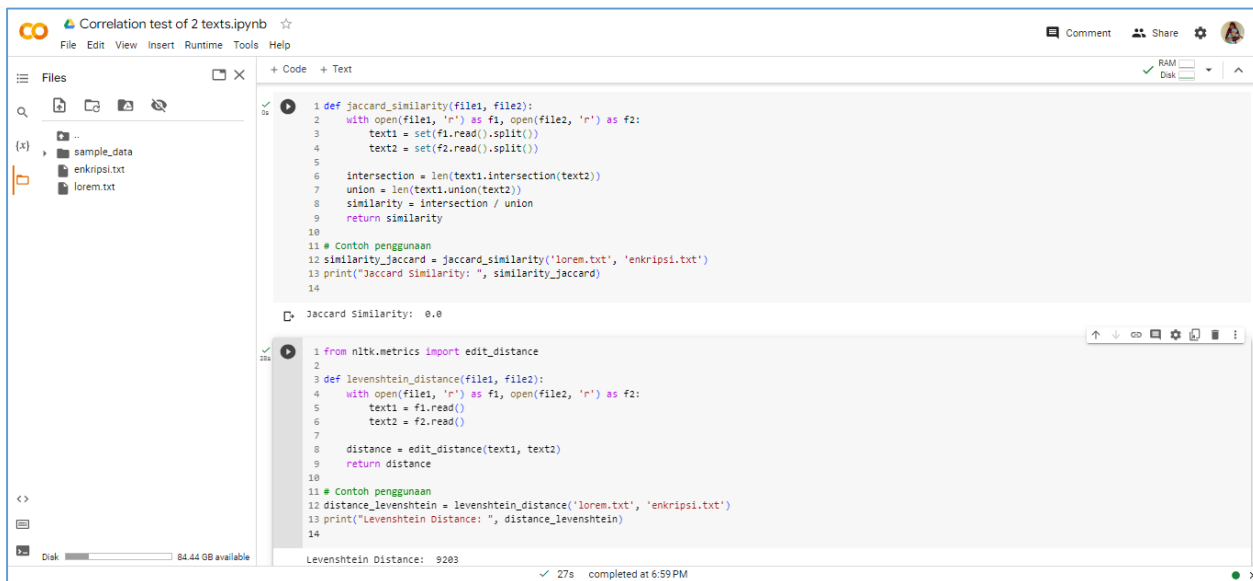 Correlation test of 2 texts.ipynb
File Edit View Insert Runtime Tools Help
Comment Share
Files
+ Code + Text
RAM
Disk
{x}
..
sample_data
enkripsi.txt
lorem.txt
0s
1 def jaccard_similarity(file1, file2):
2 with open(file1, 'r') as f1, open(file2, 'r') as f2:
3 text1 = set(f1.read().split())
4 text2 = set(f2.read().split())
5
6 intersection = len(text1.intersection(text2))
7 union = len(text1.union(text2))
8 similarity = intersection / union
9 return similarity
10
11 # Contoh penggunaan
12 similarity_jaccard = jaccard_similarity('lorem.txt', 'enkripsi.txt')
13 print("Jaccard Similarity: ", similarity_jaccard)
14
Jaccard Similarity: 0.0
28s
1 from nltk.metrics import edit_distance
2
3 def levenshtein_distance(file1, file2):
4 with open(file1, 'r') as f1, open(file2, 'r') as f2:
5 text1 = f1.read()
6 text2 = f2.read()
7
8 distance = edit_distance(text1, text2)
9 return distance
10
11 # Contoh penggunaan
12 distance_levenshtein = levenshtein_distance('lorem.txt', 'enkripsi.txt')
13 print("Levenshtein Distance: ", distance_levenshtein)
14
Levenshtein Distance: 9203
Disk 84.44 GB available
27s completed at 6:59 PM